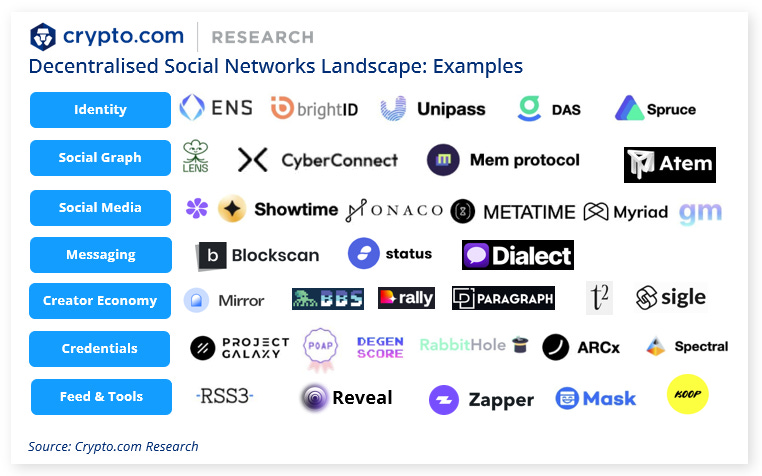 crypto.com | RESEARCH
Decentralised Social Networks Landscape: Examples
Identity ENS brightID Unipass DAS Spruce
Social Graph LENS CyberConnect Mem protocol Atem
Social Media Showtime MONACO METATIME Myriad gm
Messaging b Blockscan status Dialect
Creator Economy Mirror BBS rally PARAGRAPH t2 sigle
Credentials PROJECT GALAXY POAP DEGEN SCORE RabbitHole ARCx Spectral
Feed & Tools -RSS3- Reveal Zapper Mask KOOP
Source: Crypto.com Research